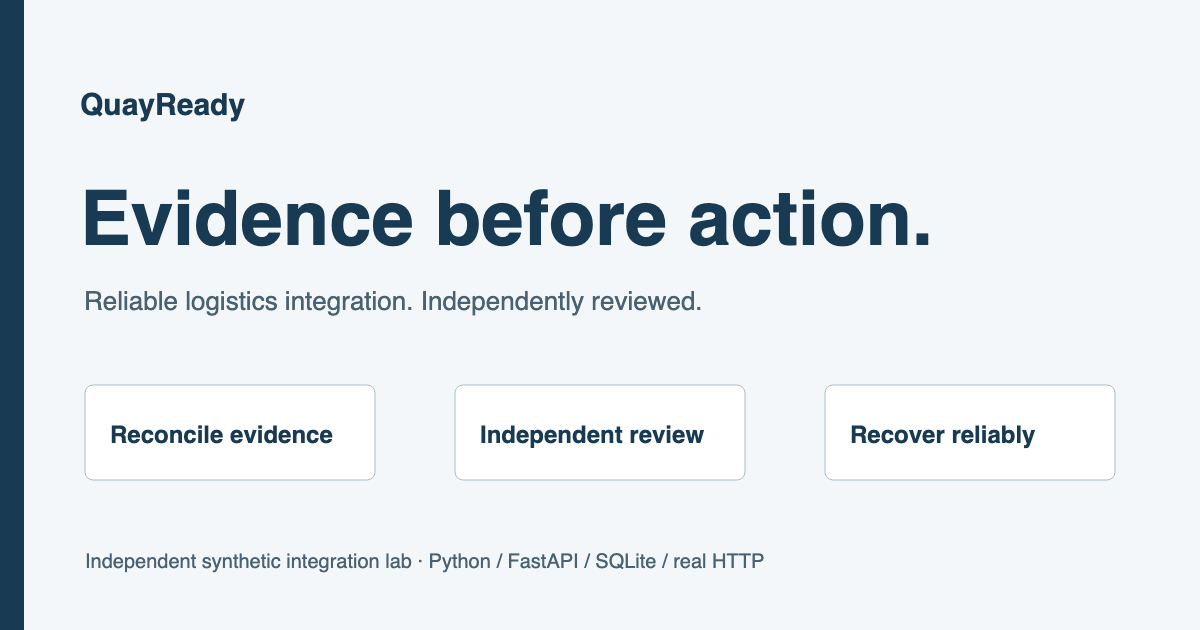 QuayReady
Evidence before action.
Reliable logistics integration. Independently reviewed.
Reconcile evidence
Independent review
Recover reliably
Independent synthetic integration lab · Python / FastAPI / SQLite / real HTTP